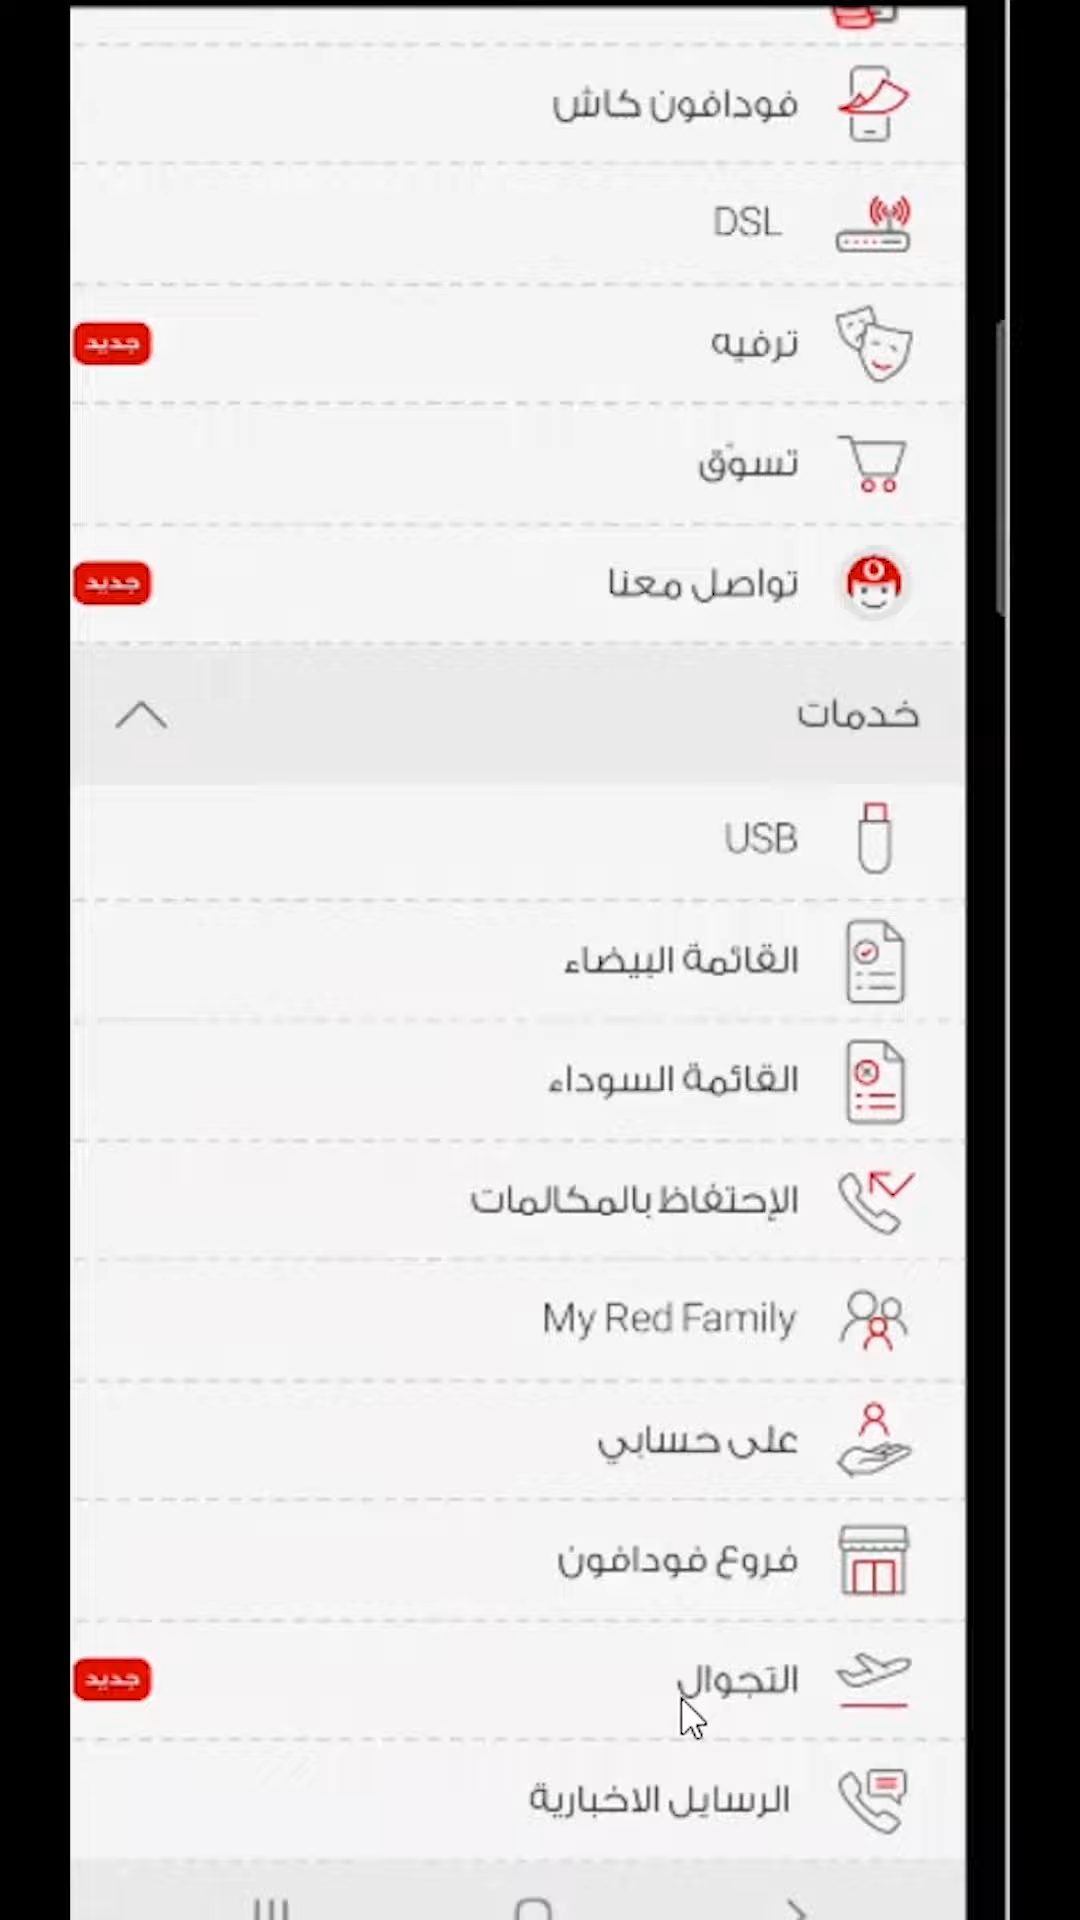 فودافون كاش
DSL
ترفيه
جديد
تسوّق
تواصل معنا
جديد
خدمات
USB
القائمة البيضاء
القائمة السوداء
الإحتفاظ بالمكالمات
My Red Family
على حسابي
فروع فودافون
التجوال
جديد
الرسايل الاخبارية